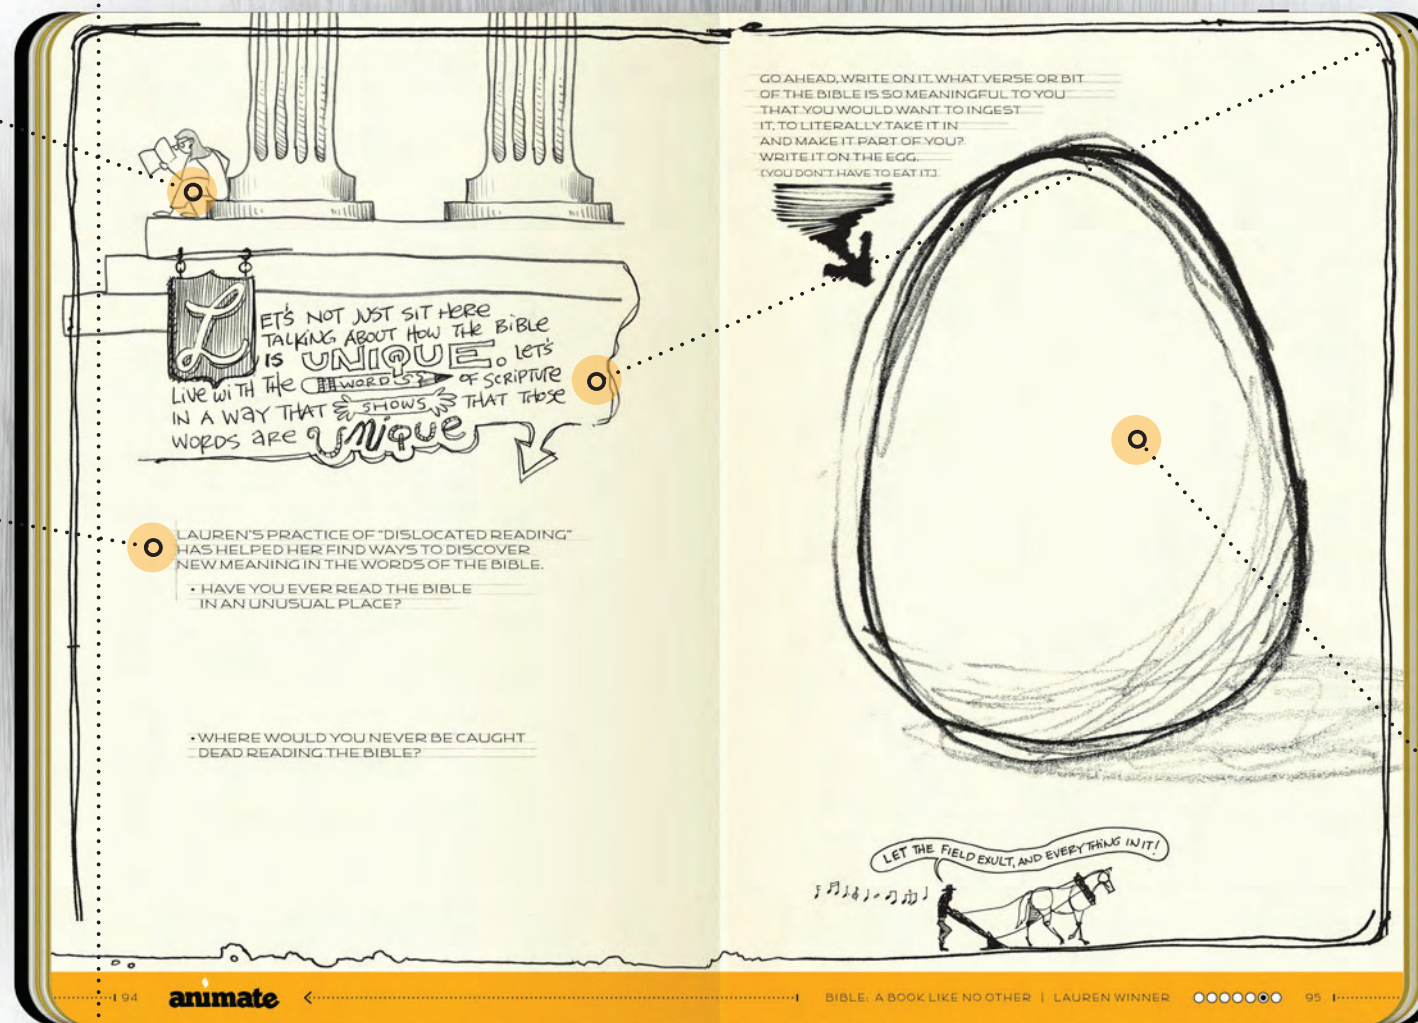 LET'S NOT JUST SIT HERE
TALKING ABOUT HOW THE BIBLE
IS UNIQUE. LET'S
LIVE WITH THE WORDS OF SCRIPTURE
IN A WAY THAT SHOWS THAT THOSE
WORDS ARE UNIQUE
LAUREN'S PRACTICE OF "DISLOCATED READING"
HAS HELPED HER FIND WAYS TO DISCOVER
NEW MEANING IN THE WORDS OF THE BIBLE.
• HAVE YOU EVER READ THE BIBLE
IN AN UNUSUAL PLACE?
• WHERE WOULD YOU NEVER BE CAUGHT
DEAD READING THE BIBLE?
94 animate
GO AHEAD, WRITE ON IT. WHAT VERSE OR BIT
OF THE BIBLE IS SO MEANINGFUL TO YOU
THAT YOU WOULD WANT TO INGEST
IT, TO LITERALLY TAKE IT IN
AND MAKE IT PART OF YOU?
WRITE IT ON THE EGG.
(YOU DON'T HAVE TO EAT IT.)
LET THE FIELD EXULT, AND EVERYTHING IN IT!
BIBLE: A BOOK LIKE NO OTHER | LAUREN WINNER 95